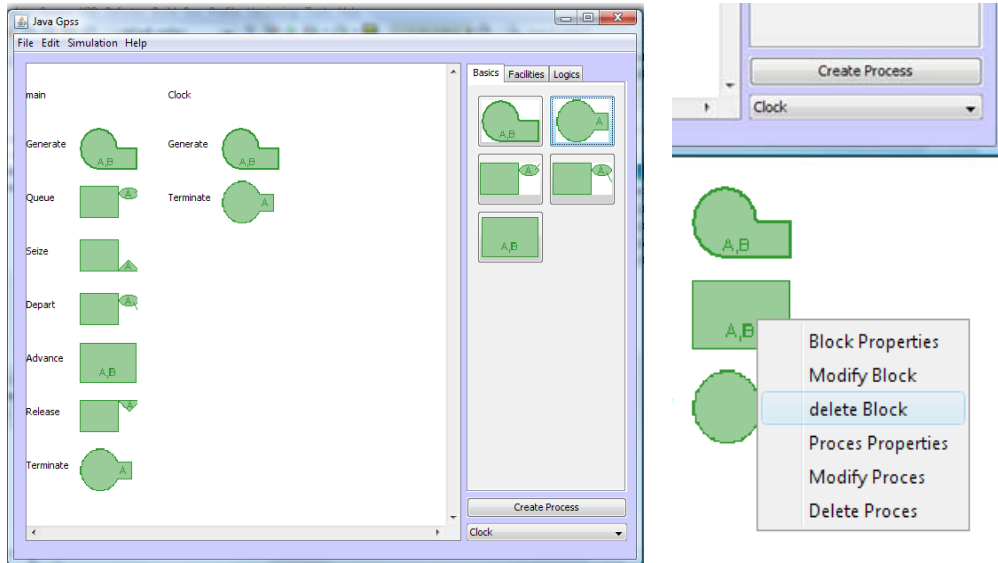 Java Gpss
File Edit Simulation Help
main Clock
Generate A,B Generate A,B
Queue A Terminate A
Seize A
Depart A
Advance A,B
Release A
Terminate A
Basics Facilities Logics
A,B A
A A
A,B
Create Process
Clock
Create Process
Clock
A,B
A,B
Block Properties
Modify Block
delete Block
Proces Properties
Modify Proces
Delete Proces